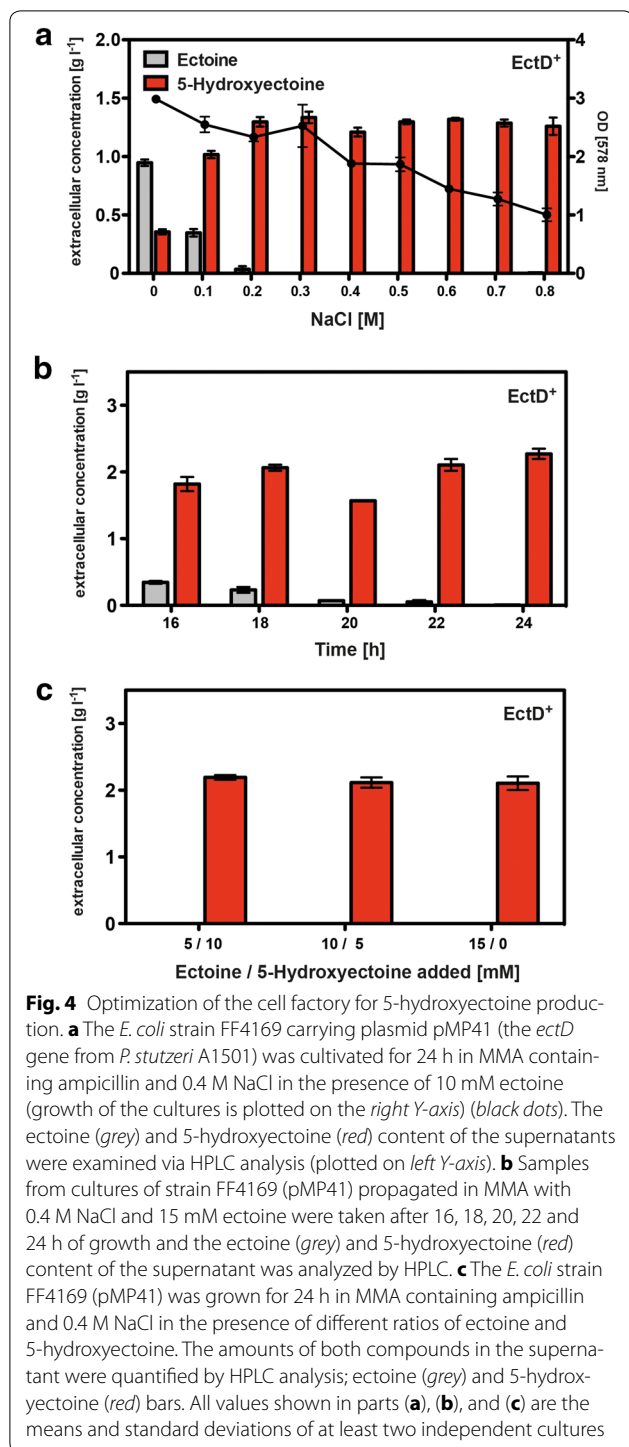 a
2.0
1.5
1.0
0.5
0
extracellular concentration [g l-1]
Ectoine
5-Hydroxyectoine
EctD+
4
3
2
1
0
OD [578 nm]
0 0.1 0.2 0.3 0.4 0.5 0.6 0.7 0.8
NaCl [M]
b
3
2
1
0
extracellular concentration [g l-1]
EctD+
16 18 20 22 24
Time [h]
c
3
2
1
0
extracellular concentration [g l-1]
EctD+
5 / 10 10 / 5 15 / 0
Ectoine / 5-Hydroxyectoine added [mM]
Fig. 4 Optimization of the cell factory for 5-hydroxyectoine produc-
tion. a The E. coli strain FF4169 carrying plasmid pMP41 (the ectD
gene from P. stutzeri A1501) was cultivated for 24 h in MMA contain-
ing ampicillin and 0.4 M NaCl in the presence of 10 mM ectoine
(growth of the cultures is plotted on the right Y-axis) (black dots). The
ectoine (grey) and 5-hydroxyectoine (red) content of the supernatants
were examined via HPLC analysis (plotted on left Y-axis). b Samples
from cultures of strain FF4169 (pMP41) propagated in MMA with
0.4 M NaCl and 15 mM ectoine were taken after 16, 18, 20, 22 and
24 h of growth and the ectoine (grey) and 5-hydroxyectoine (red)
content of the supernatant was analyzed by HPLC. c The E. coli strain
FF4169 (pMP41) was grown for 24 h in MMA containing ampicillin
and 0.4 M NaCl in the presence of different ratios of ectoine and
5-hydroxyectoine. The amounts of both compounds in the superna-
tant were quantified by HPLC analysis; ectoine (grey) and 5-hydrox-
yectoine (red) bars. All values shown in parts (a), (b), and (c) are the
means and standard deviations of at least two independent cultures